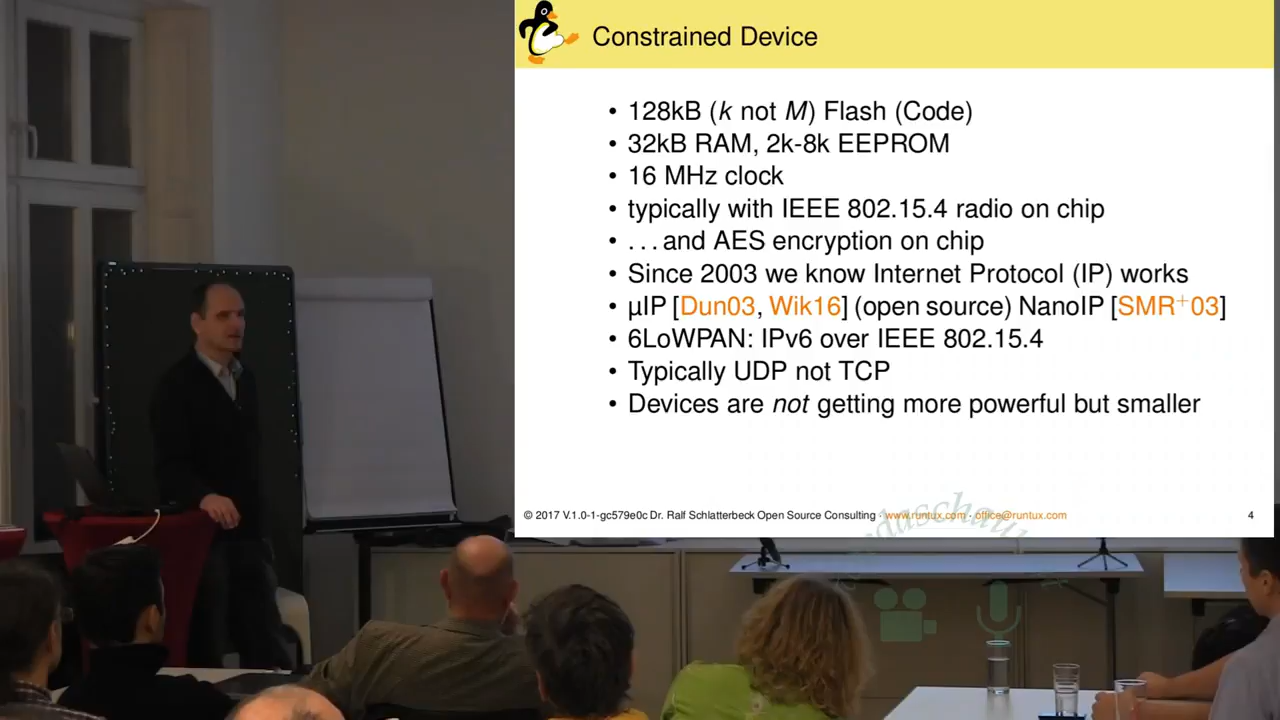 Constrained Device
• 128kB (k not M) Flash (Code)
• 32kB RAM, 2k-8k EEPROM
• 16 MHz clock
• typically with IEEE 802.15.4 radio on chip
• . . . and AES encryption on chip
• Since 2003 we know Internet Protocol (IP) works
• µIP [Dun03, Wik16] (open source) NanoIP [SMR+03]
• 6LoWPAN: IPv6 over IEEE 802.15.4
• Typically UDP not TCP
• Devices are not getting more powerful but smaller
© 2017 V.1.0-1-gc579e0c Dr. Ralf Schlatterbeck Open Source Consulting · www.runtux.com · office@runtux.com 4